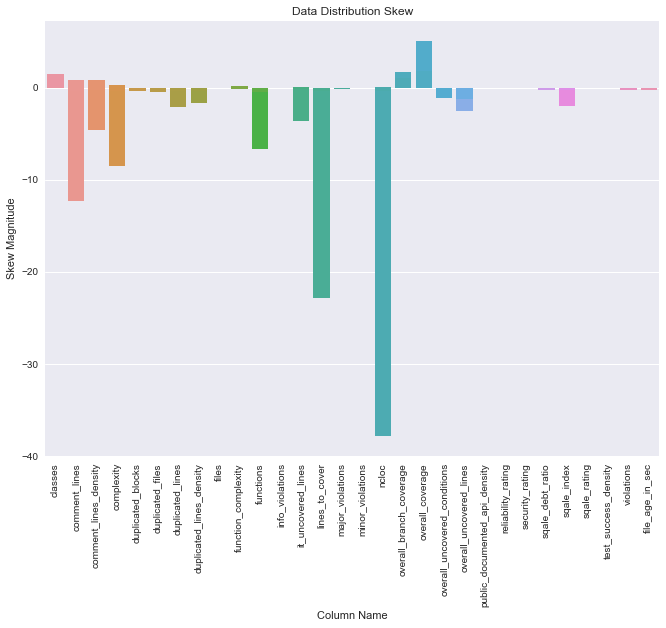 Data Distribution Skew
Skew Magnitude
0
−10
−20
−30
−40
classes
comment_lines
comment_lines_density
complexity
duplicated_blocks
duplicated_files
duplicated_lines
duplicated_lines_density
files
function_complexity
functions
info_violations
it_uncovered_lines
lines_to_cover
major_violations
minor_violations
ncloc
overall_branch_coverage
overall_coverage
overall_uncovered_conditions
overall_uncovered_lines
public_documented_api_density
reliability_rating
security_rating
sqale_debt_ratio
sqale_index
sqale_rating
test_success_density
violations
file_age_in_sec
Column Name